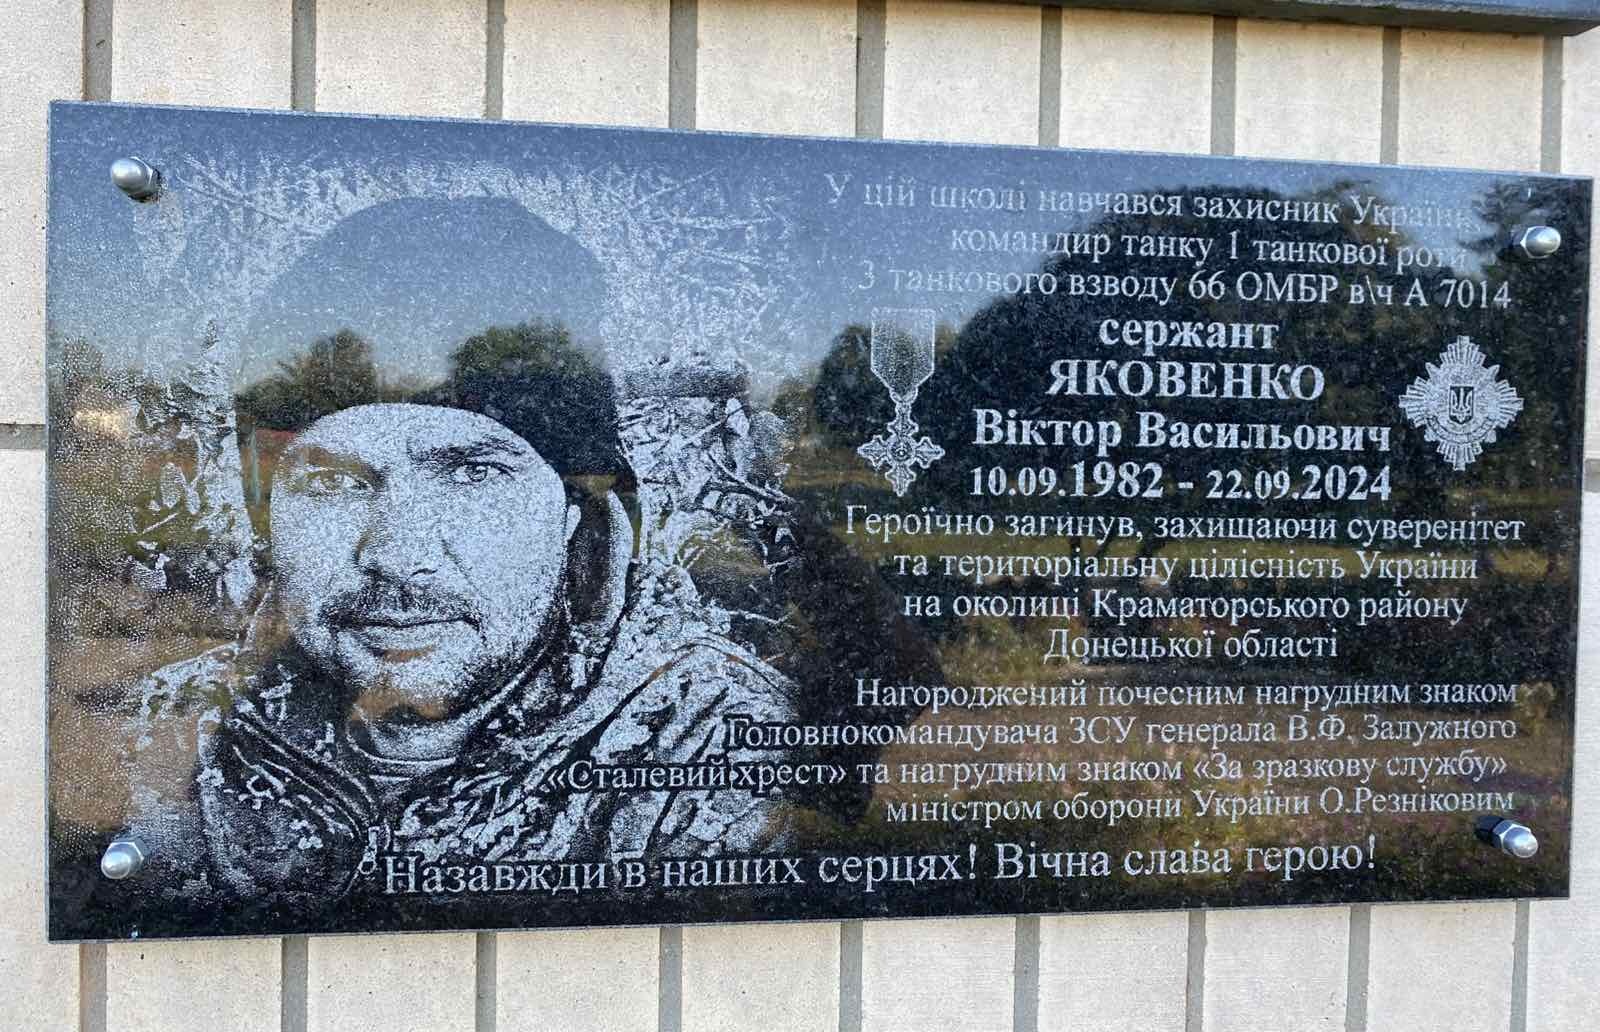 У цій школі навчався захисник України
командир танку 1 танкової роти
3 танкового взводу 66 ОМБР в\ч А 7014
сержант
ЯКОВЕНКО
Віктор Васильович
10.09.1982 - 22.09.2024
Героїчно загинув, захищаючи суверенітет
та територіальну цілісність України
на околиці Краматорського району
Донецької області
Нагороджений почесним нагрудним знаком
Головнокомандувача ЗСУ генерала В.Ф. Залужного
«Сталевий хрест» та нагрудним знаком «За зразкову службу»
міністром оборони України О.Резніковим
Назавжди в наших серцях! Вічна слава герою!